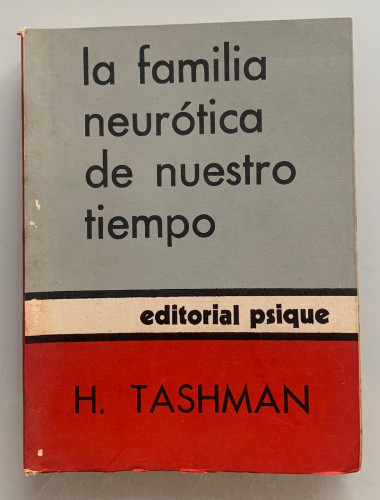 la familia
neurótica
de nuestro
tiempo
editorial psique
H. TASHMAN